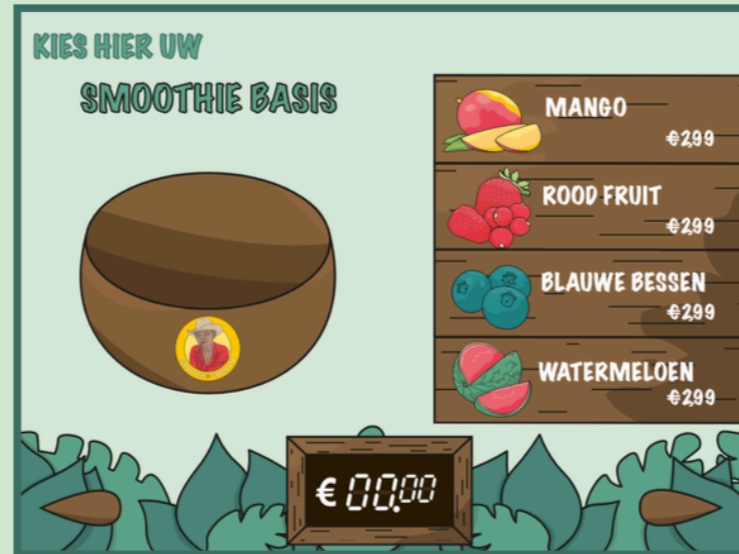 KIES HIER UW
SMOOTHIE BASIS
MANGO
€2,99
ROOD FRUIT
€2,99
BLAUWE BESSEN
€2,99
WATERMELOEN
€2,99
€ 00.00